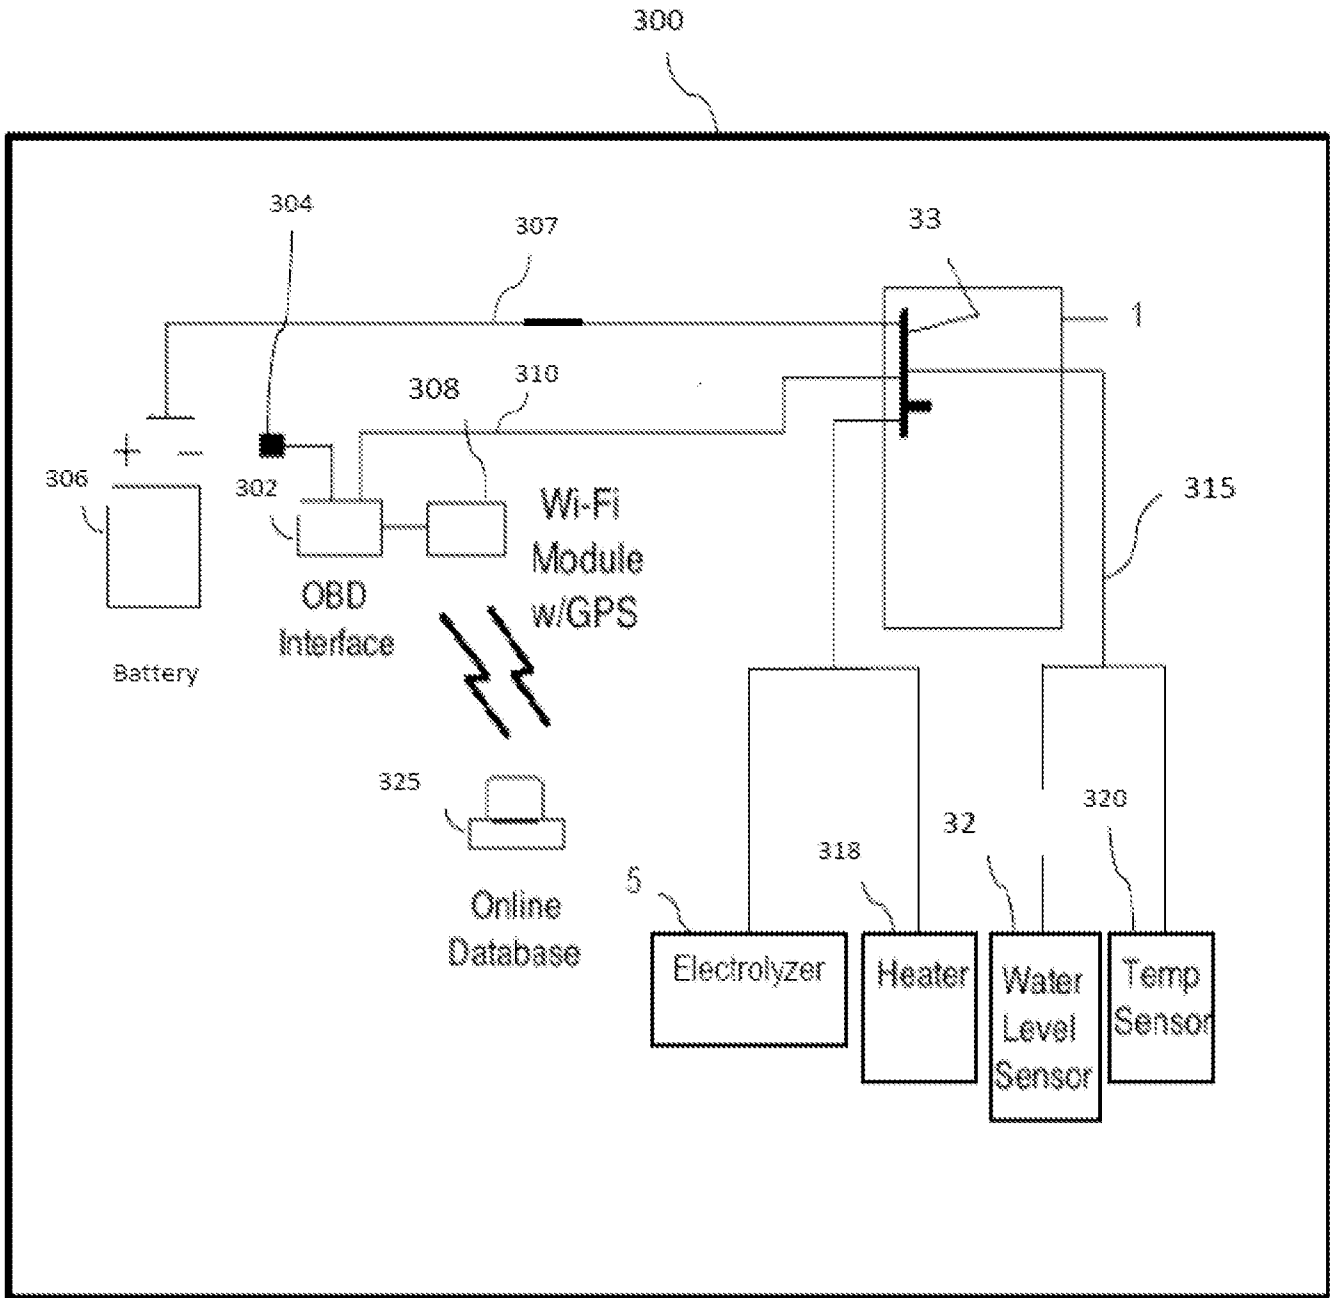 300
304
307
33
1
310
308
+ −
306
302
Wi-Fi
Module
w/GPS
315
OBD
Interface
Battery
325
320
32
318
5
Online
Database
Electrolyzer
Heater
Water
Level
Sensor
Temp
Sensor